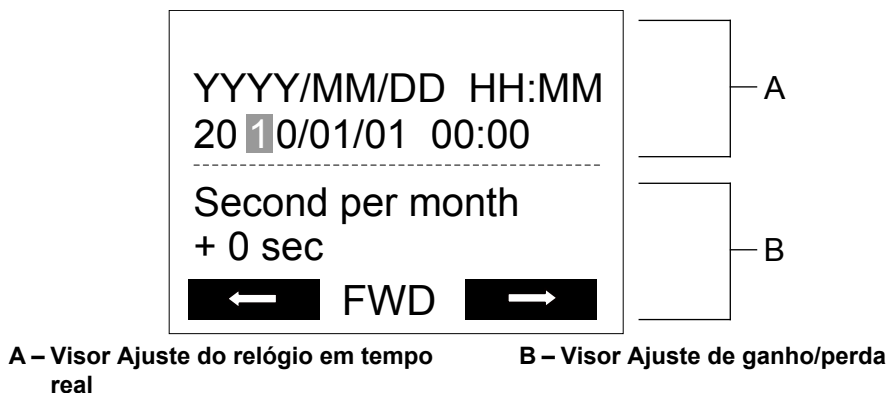 YYYY/MM/DD HH:MM
2010/01/01 00:00
Second per month
+ 0 sec
← FWD →
A
B
A – Visor Ajuste do relógio em tempo real
B – Visor Ajuste de ganho/perda